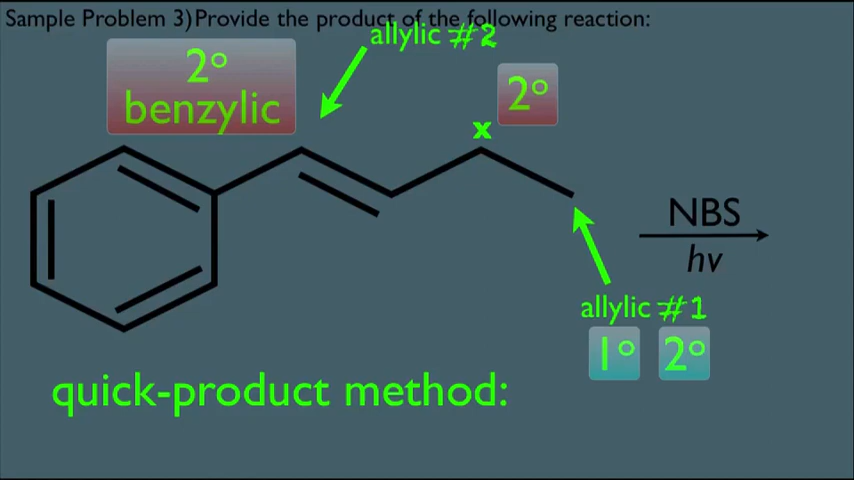 Sample Problem 3)Provide the product of the following reaction:
allylic #2
2°
benzylic
2°
x
NBS
hν
allylic #1
1° 2°
quick-product method: